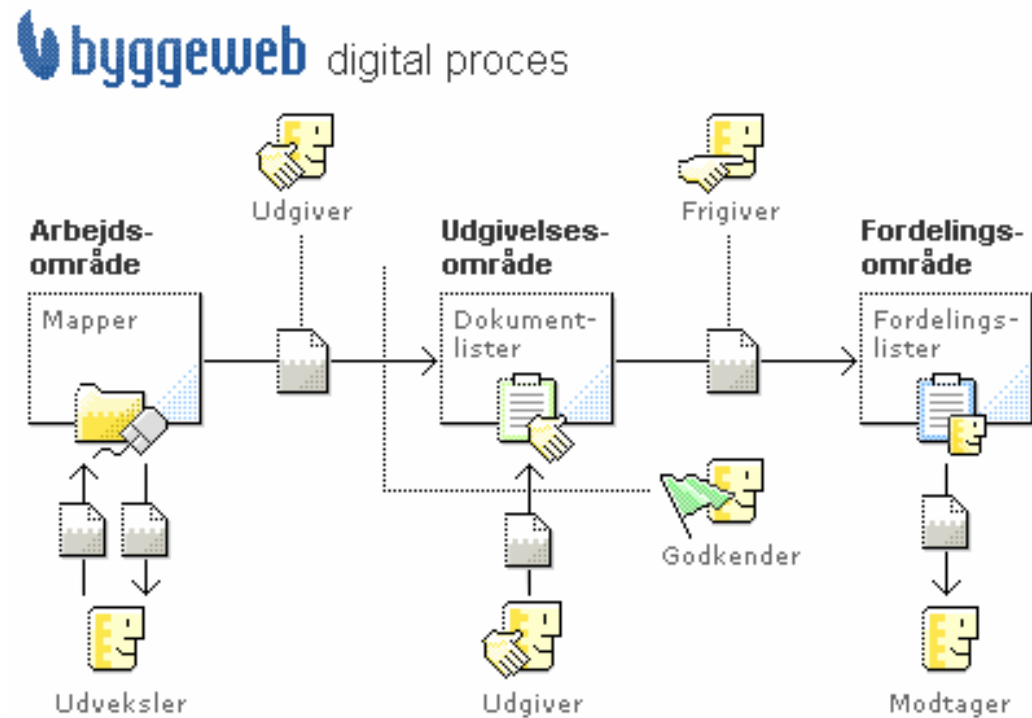 byggeweb digital proces
Udgiver
Frigiver
Arbejds-
område
Udgivelses-
område
Fordelings-
område
Mapper
Dokument-
lister
Fordelings-
lister
Godkender
Udveksler
Udgiver
Modtager